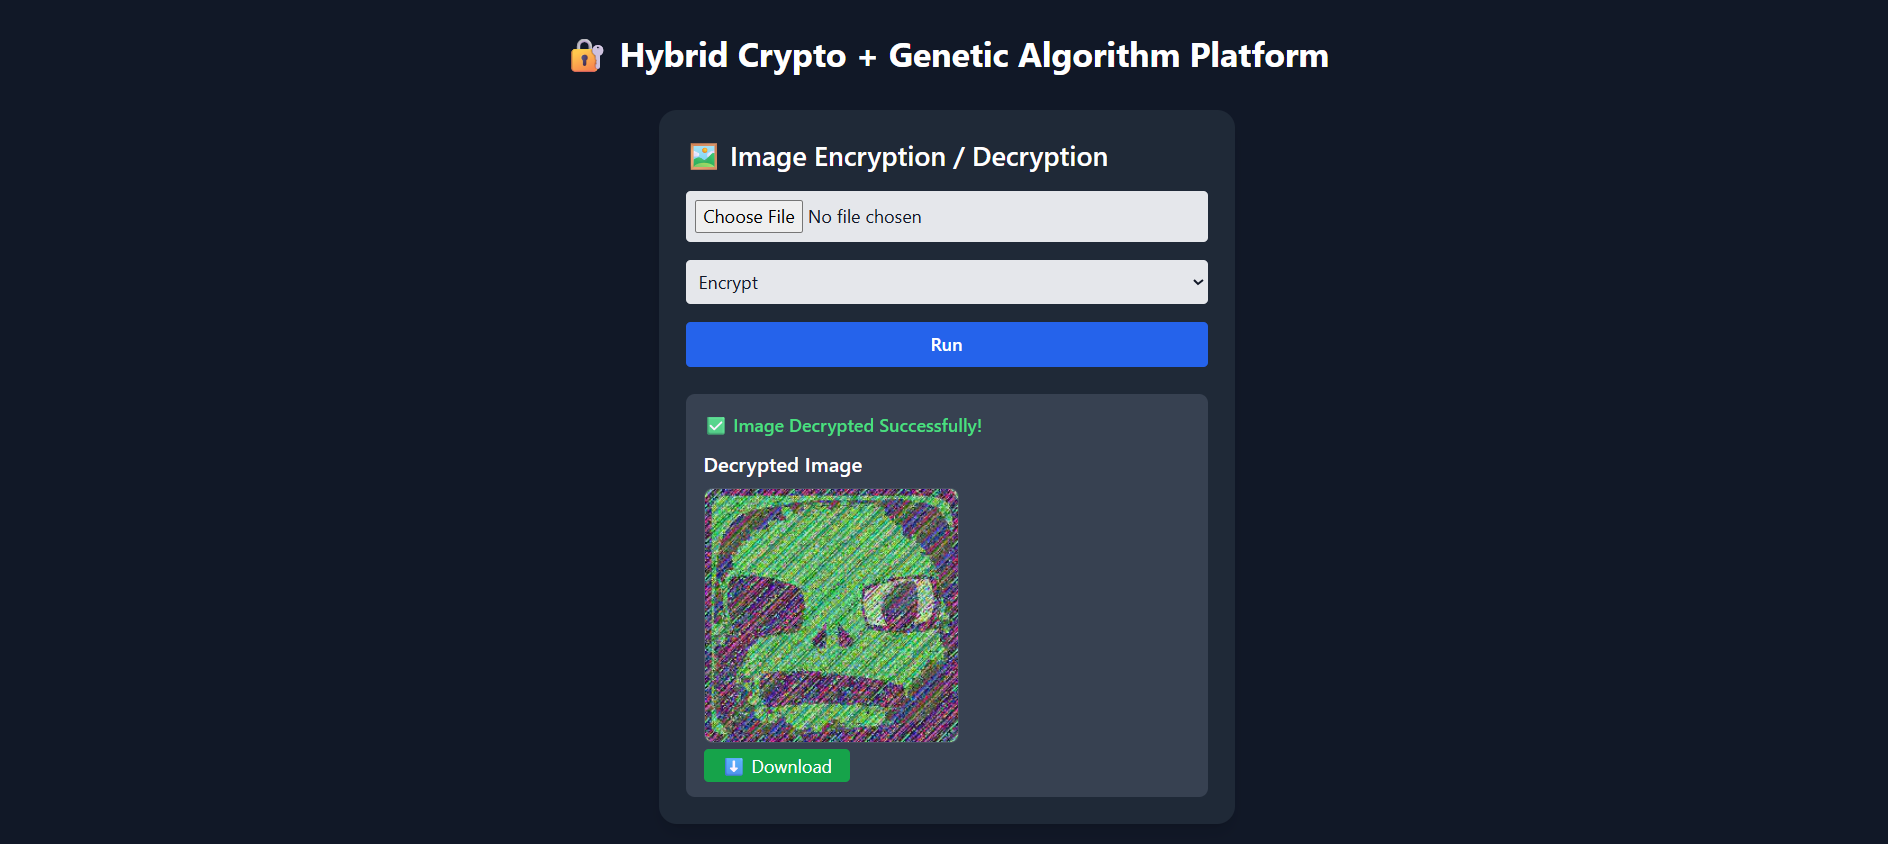 🔐 Hybrid Crypto + Genetic Algorithm Platform
🖼️ Image Encryption / Decryption
Choose File No file chosen
Encrypt
Run
✅ Image Decrypted Successfully!
Decrypted Image
⬇️ Download